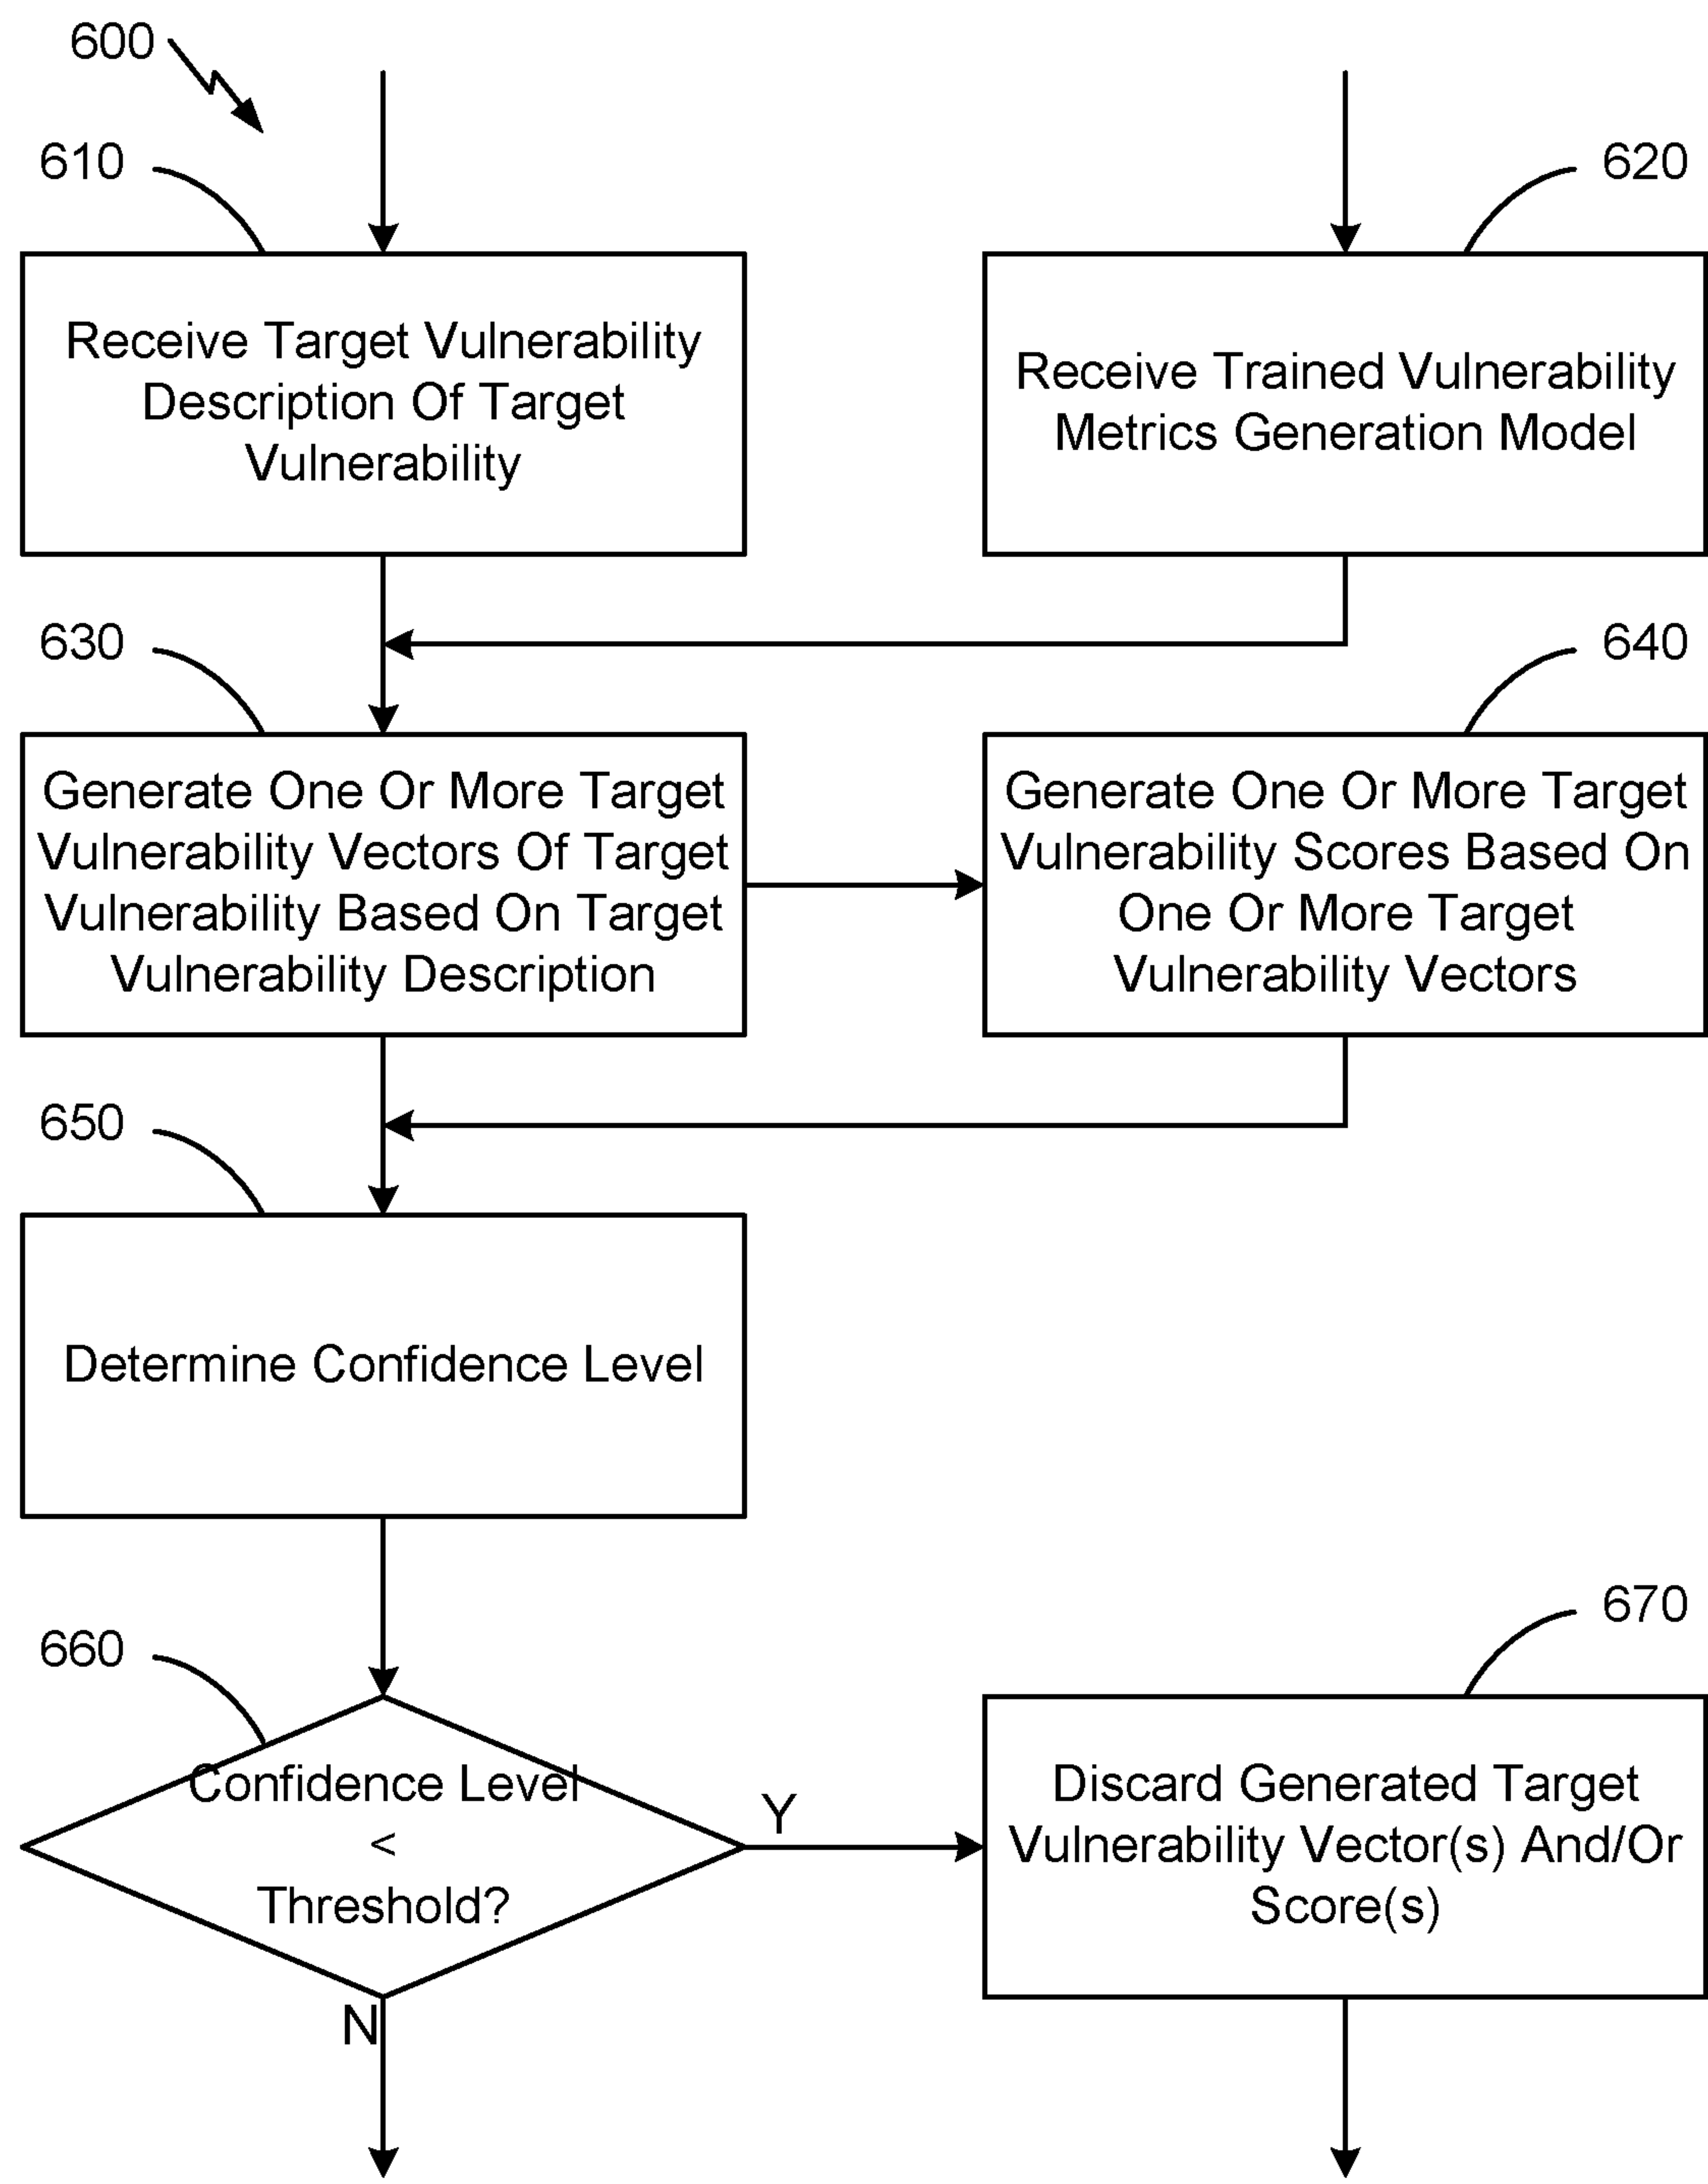 600
610
620
Receive Target Vulnerability
Description Of Target
Vulnerability
Receive Trained Vulnerability
Metrics Generation Model
630
640
Generate One Or More Target
Vulnerability Vectors Of Target
Vulnerability Based On Target
Vulnerability Description
Generate One Or More Target
Vulnerability Scores Based On
One Or More Target
Vulnerability Vectors
650
Determine Confidence Level
660
670
Confidence Level
<
Threshold?
Y
N
Discard Generated Target
Vulnerability Vector(s) And/Or
Score(s)